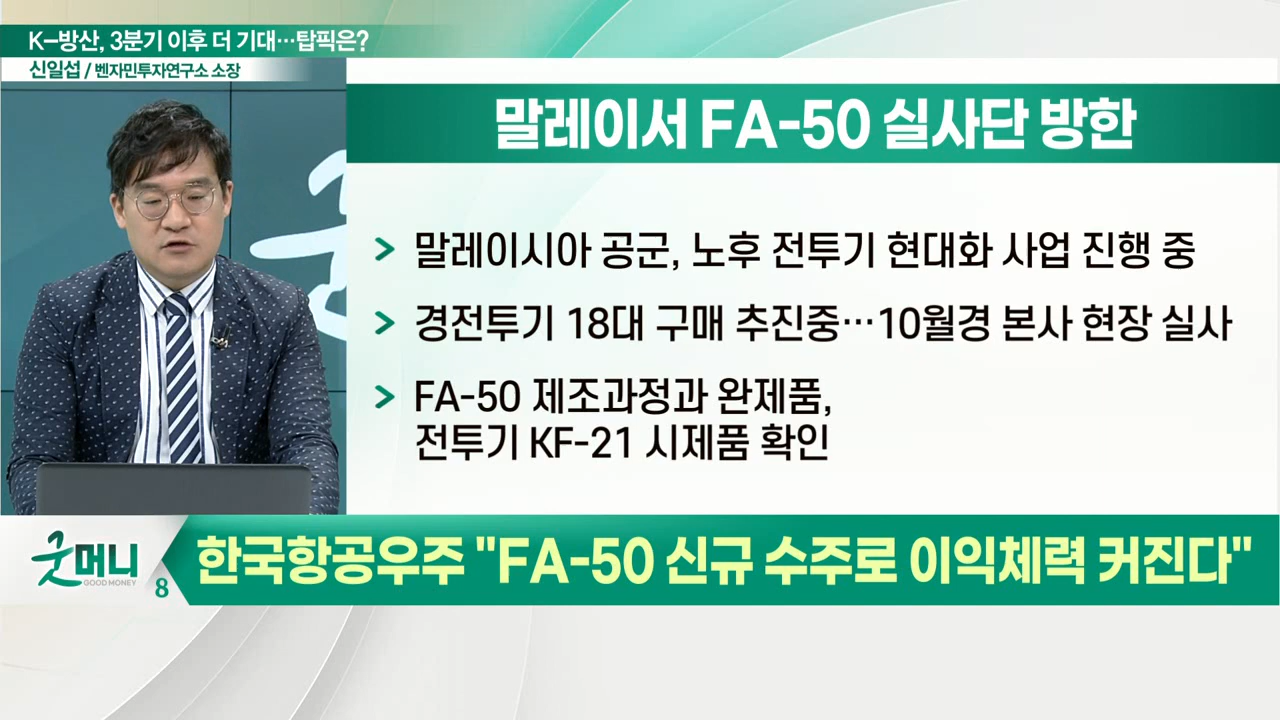 K-방산, 3분기 이후 더 기대…탑픽은?
신일섭 / 벤자민투자연구소 소장
말레이서 FA-50 실사단 방한
> 말레이시아 공군, 노후 전투기 현대화 사업 진행 중
> 경전투기 18대 구매 추진중…10월경 본사 현장 실사
> FA-50 제조과정과 완제품,
전투기 KF-21 시제품 확인
굿머니
GOOD MONEY
8
한국항공우주 "FA-50 신규 수주로 이익체력 커진다"